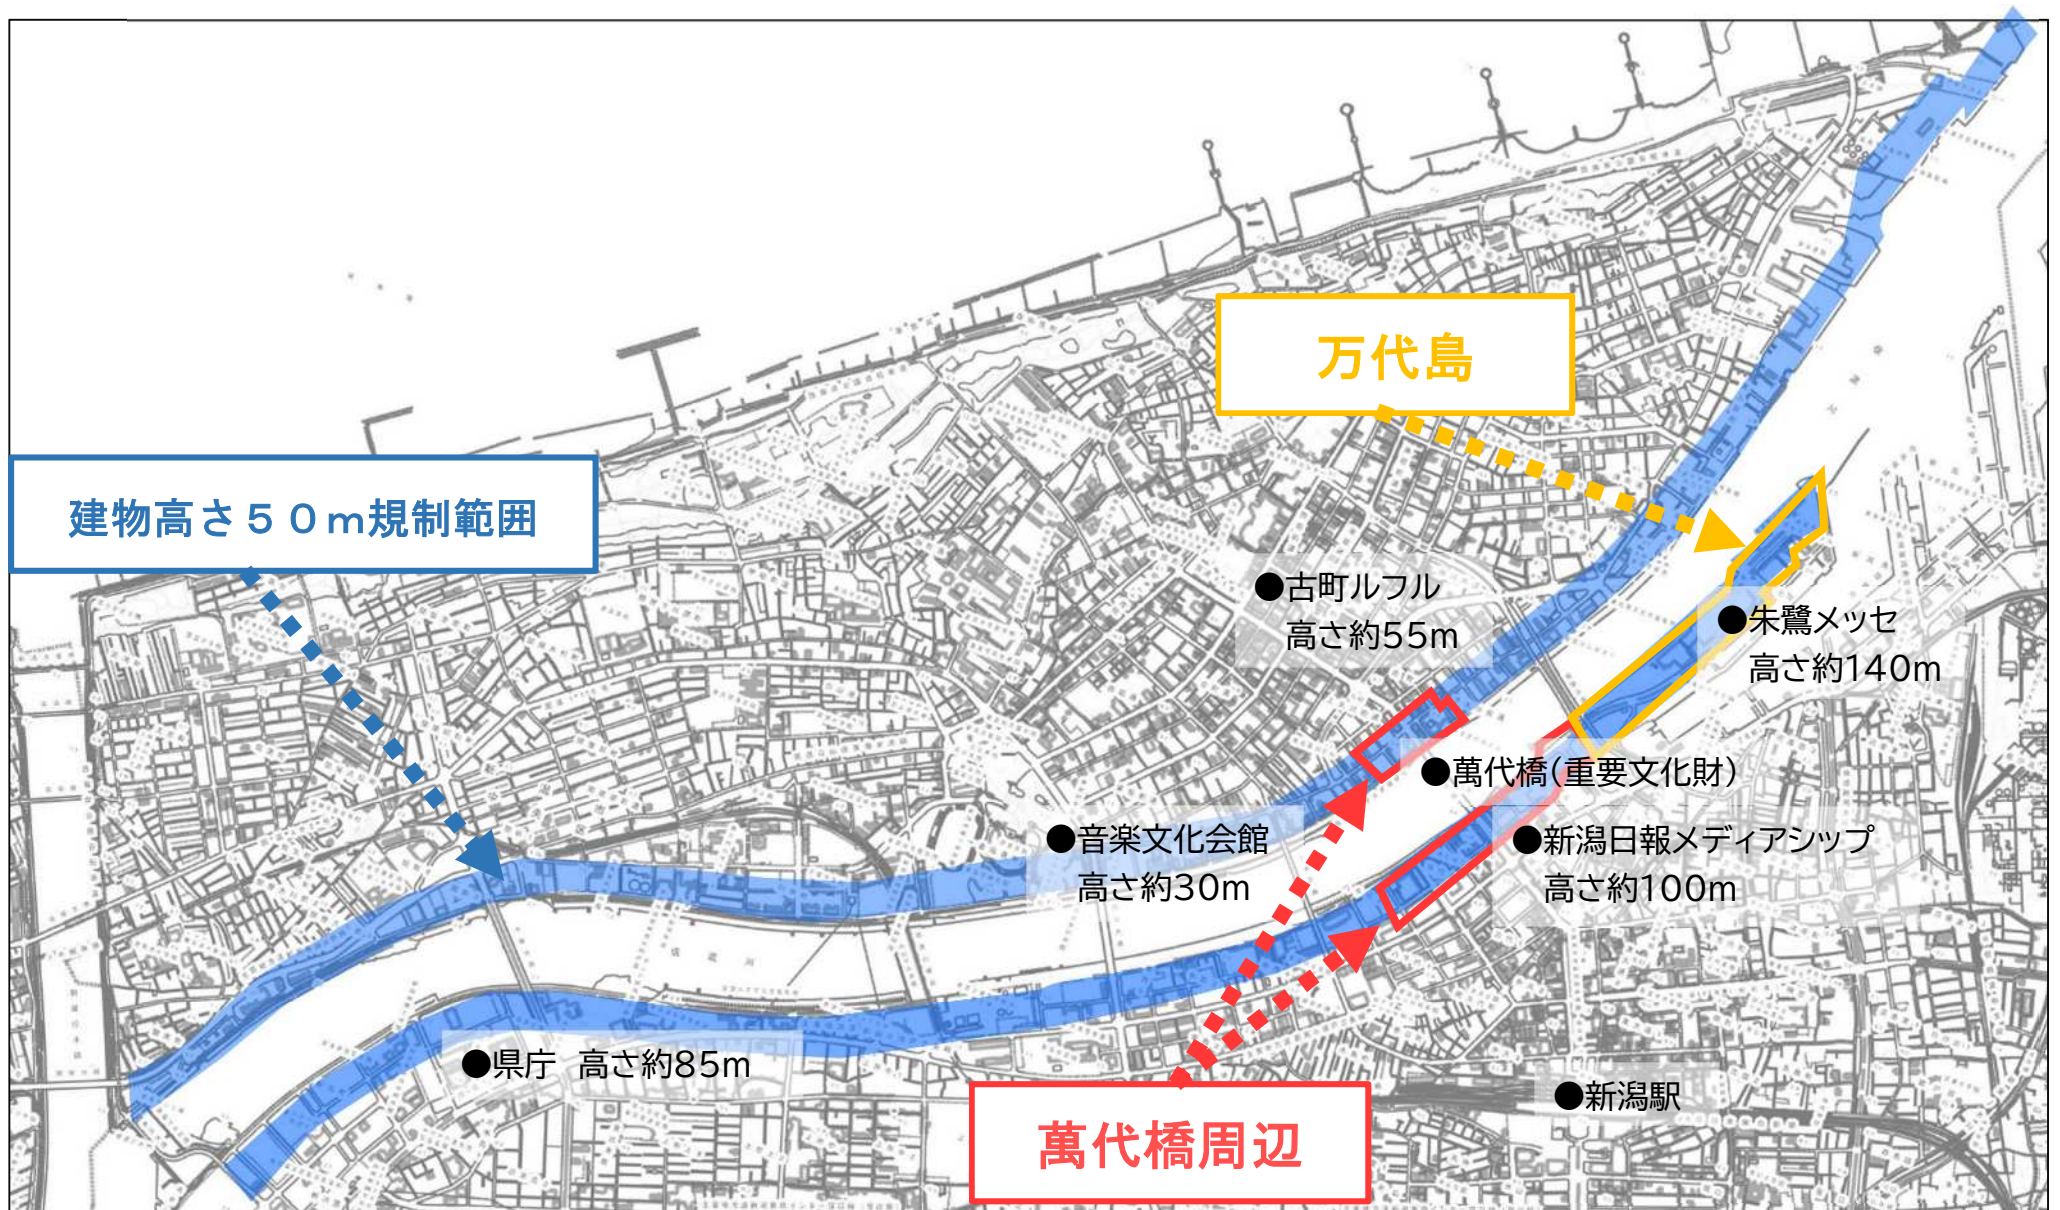 万代島
建物高さ50m規制範囲
●古町ルフル
高さ約55m
●朱鷺メッセ
高さ約140m
●萬代橋(重要文化財)
●音楽文化会館
高さ約30m
●新潟日報メディアシップ
高さ約100m
●県庁 高さ約85m
●新潟駅
萬代橋周辺